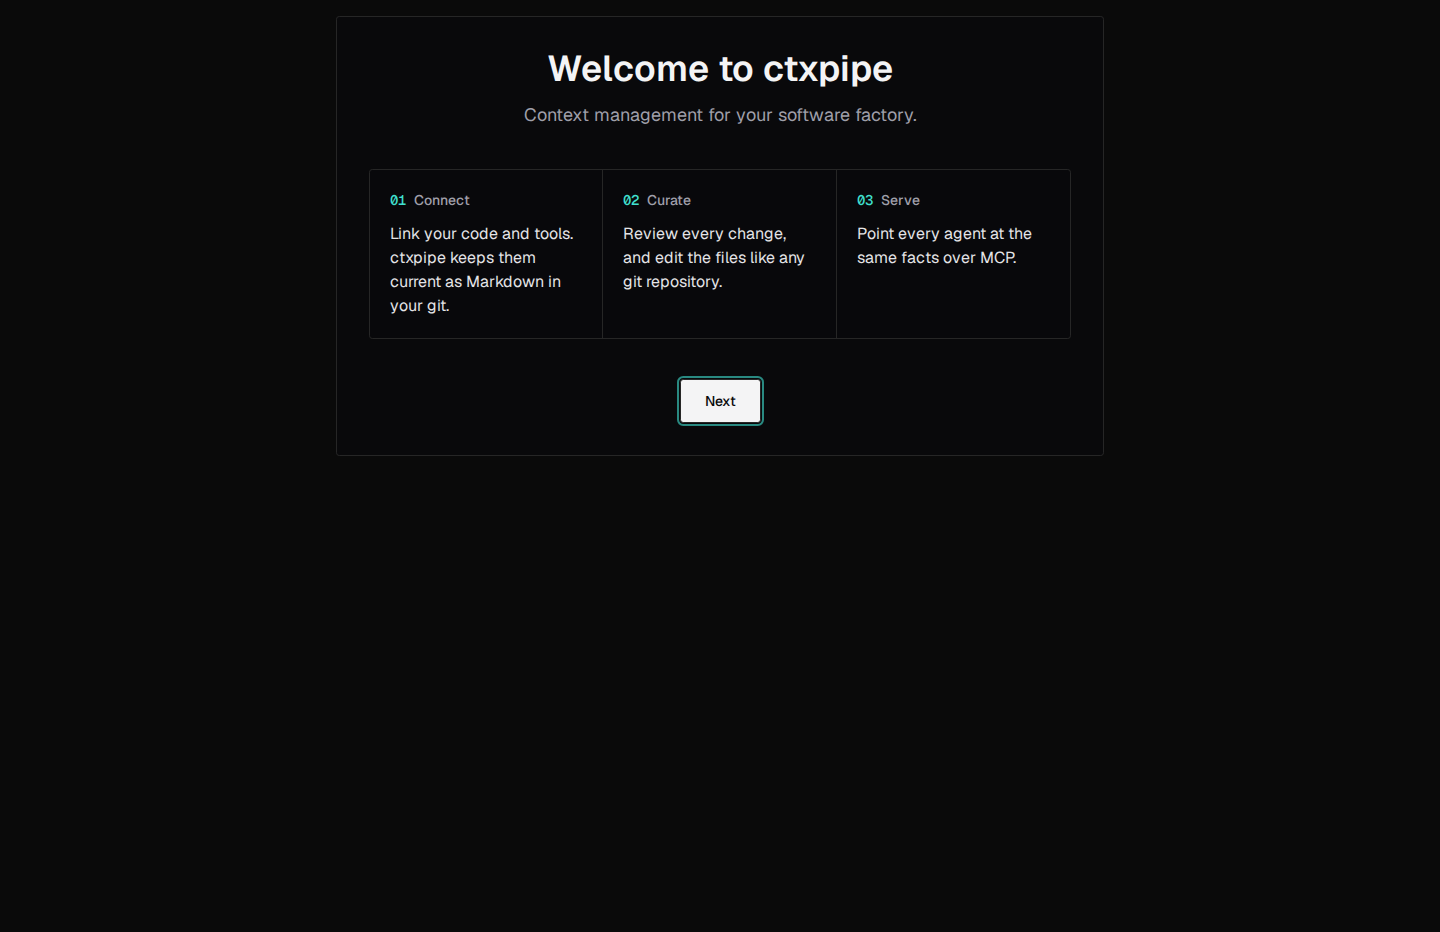 Welcome to ctxpipe
Context management for your software factory.
01 Connect
Link your code and tools.
ctxpipe keeps them
current as Markdown in
your git.
02 Curate
Review every change,
and edit the files like any
git repository.
03 Serve
Point every agent at the
same facts over MCP.
Next